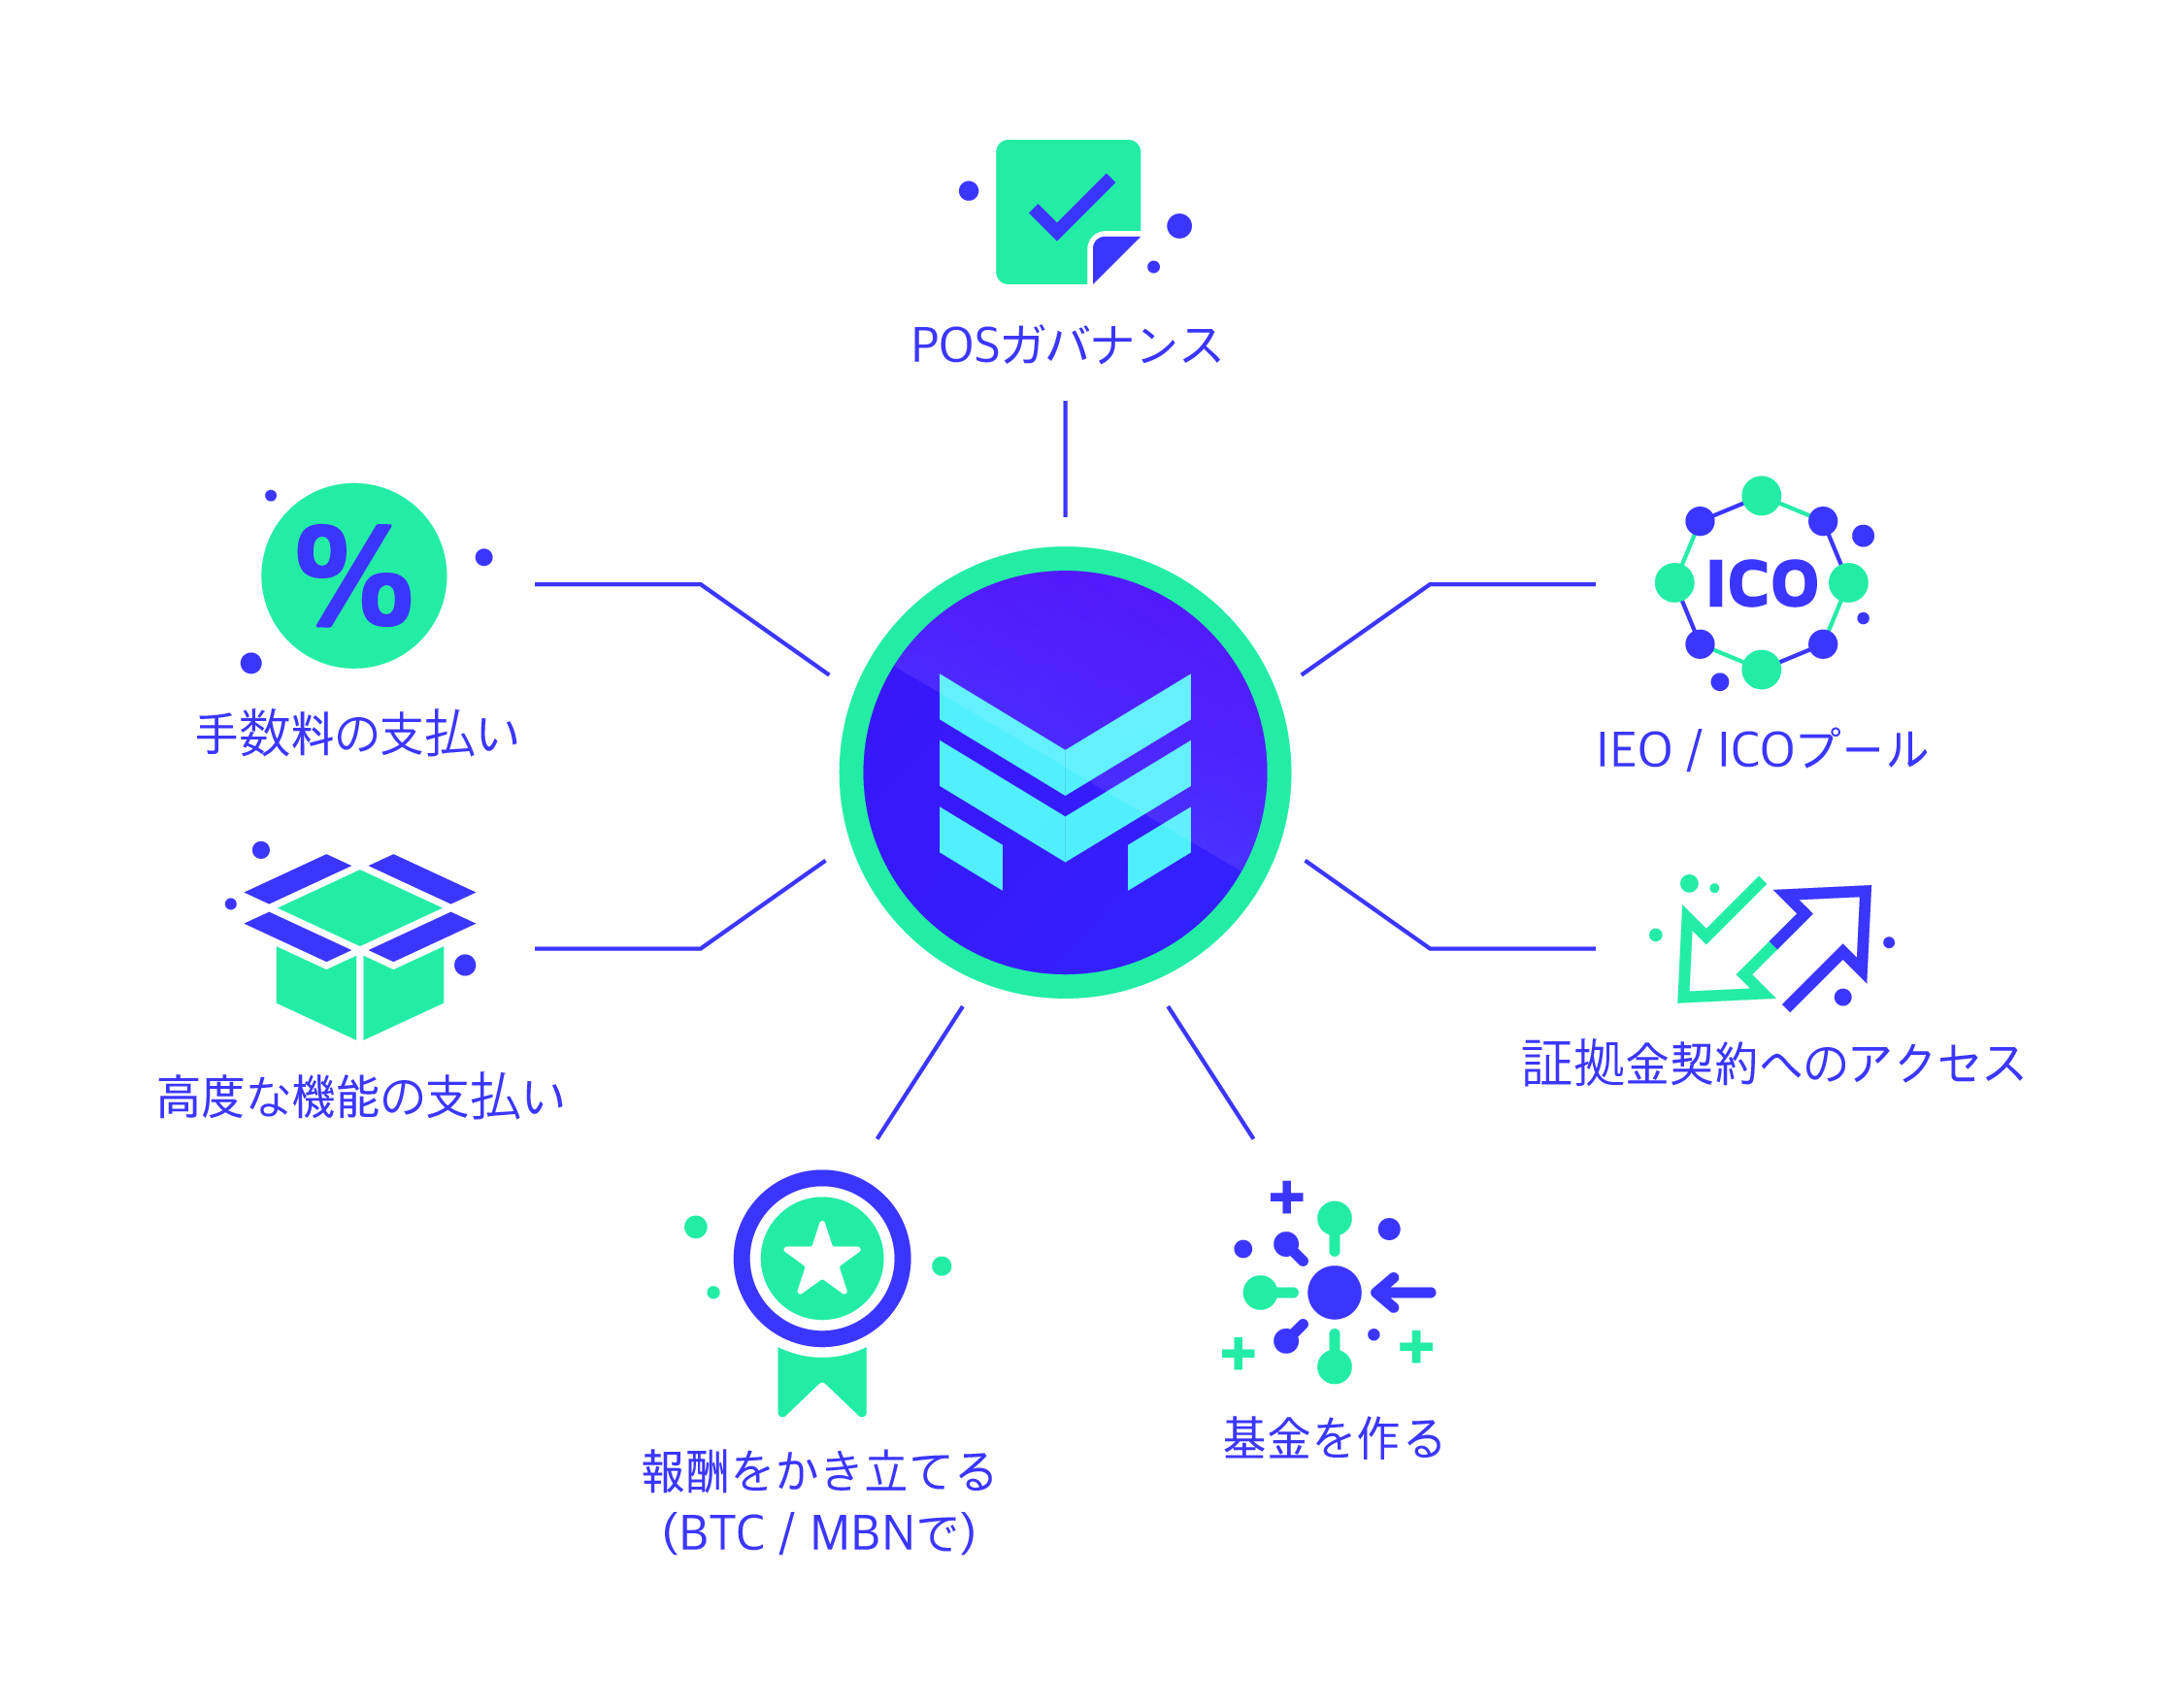 POSガバナンス
%
手数料の支払い
ICO
IEO / ICOプール
高度な機能の支払い
証拠金契約へのアクセス
報酬をかき立てる
(BTC / MBNで)
基金を作る